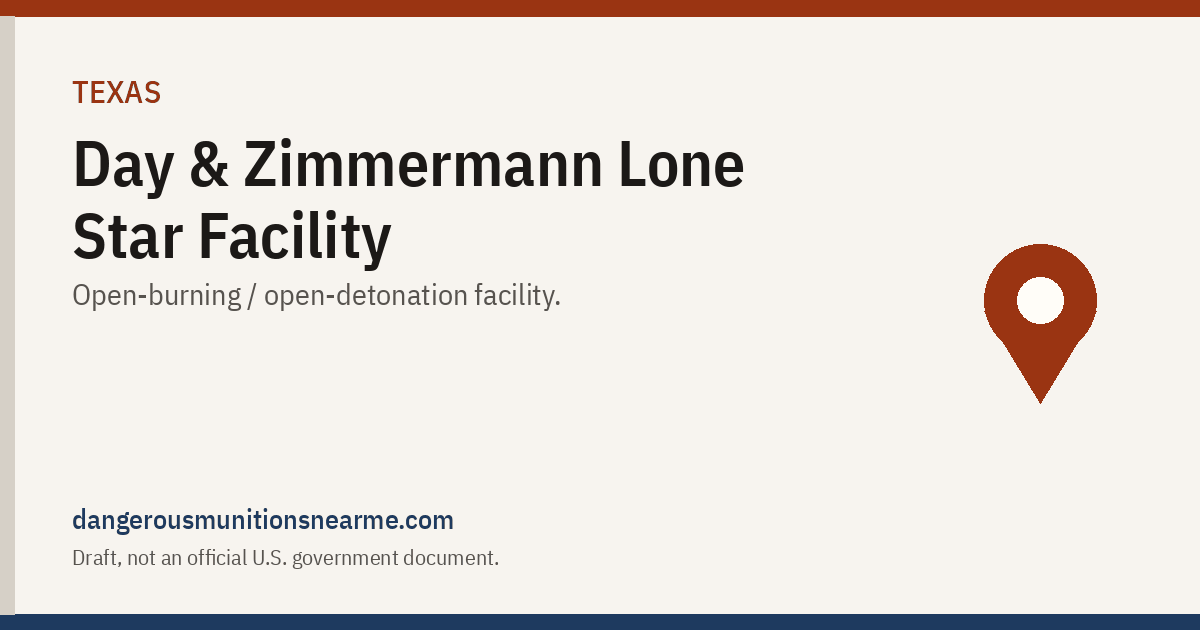 TEXAS
Day & Zimmermann Lone
Star Facility
Open-burning / open-detonation facility.
dangerousmunitionsnearme.com
Draft, not an official U.S. government document.